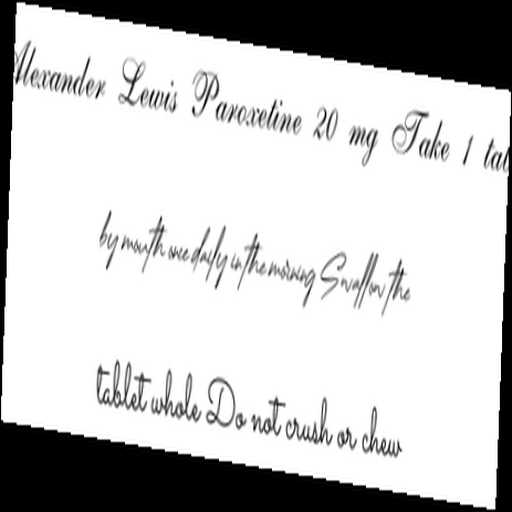 Alexander Lewis Paroxetine 20 mg Take 1 tab
by mouth once daily in the morning Swallow the
tablet whole Do not crush or chew